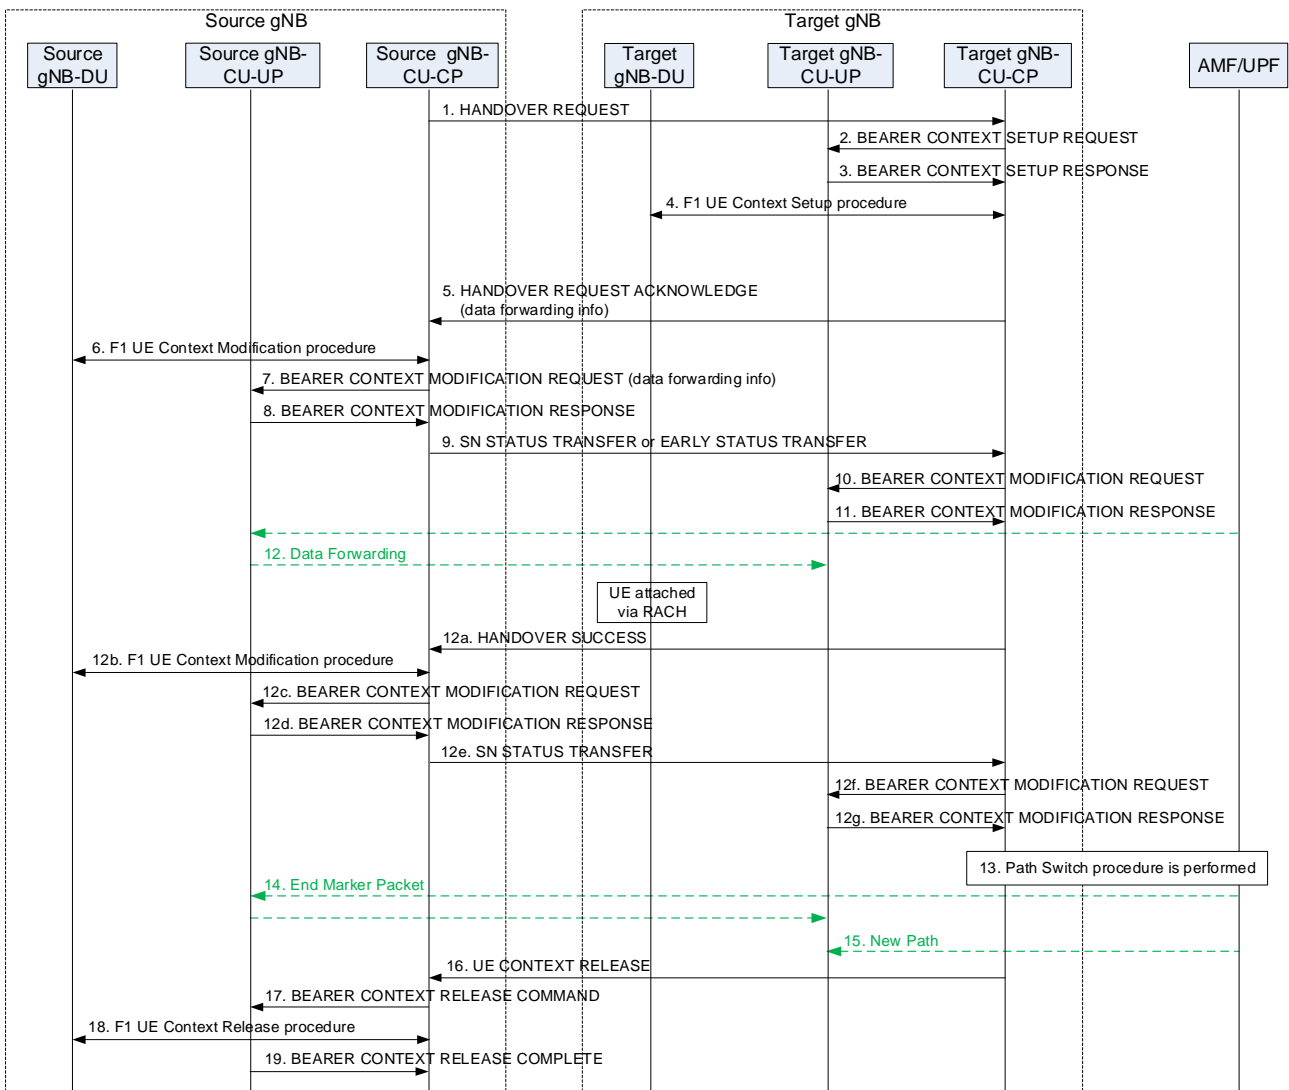 Source gNB
Target gNB
Source
gNB-DU
Source gNB-
CU-UP
Source gNB-
CU-CP
Target
gNB-DU
Target gNB-
CU-UP
Target gNB-
CU-CP
AMF/UPF
1. HANDOVER REQUEST
2. BEARER CONTEXT SETUP REQUEST
3. BEARER CONTEXT SETUP RESPONSE
4. F1 UE Context Setup procedure
5. HANDOVER REQUEST ACKNOWLEDGE
(data forwarding info)
6. F1 UE Context Modification procedure
7. BEARER CONTEXT MODIFICATION REQUEST (data forwarding info)
8. BEARER CONTEXT MODIFICATION RESPONSE
9. SN STATUS TRANSFER or EARLY STATUS TRANSFER
10. BEARER CONTEXT MODIFICATION REQUEST
11. BEARER CONTEXT MODIFICATION RESPONSE
12. Data Forwarding
UE attached
via RACH
12a. HANDOVER SUCCESS
12b. F1 UE Context Modification procedure
12c. BEARER CONTEXT MODIFICATION REQUEST
12d. BEARER CONTEXT MODIFICATION RESPONSE
12e. SN STATUS TRANSFER
12f. BEARER CONTEXT MODIFICATION REQUEST
12g. BEARER CONTEXT MODIFICATION RESPONSE
13. Path Switch procedure is performed
14. End Marker Packet
15. New Path
16. UE CONTEXT RELEASE
17. BEARER CONTEXT RELEASE COMMAND
18. F1 UE Context Release procedure
19. BEARER CONTEXT RELEASE COMPLETE